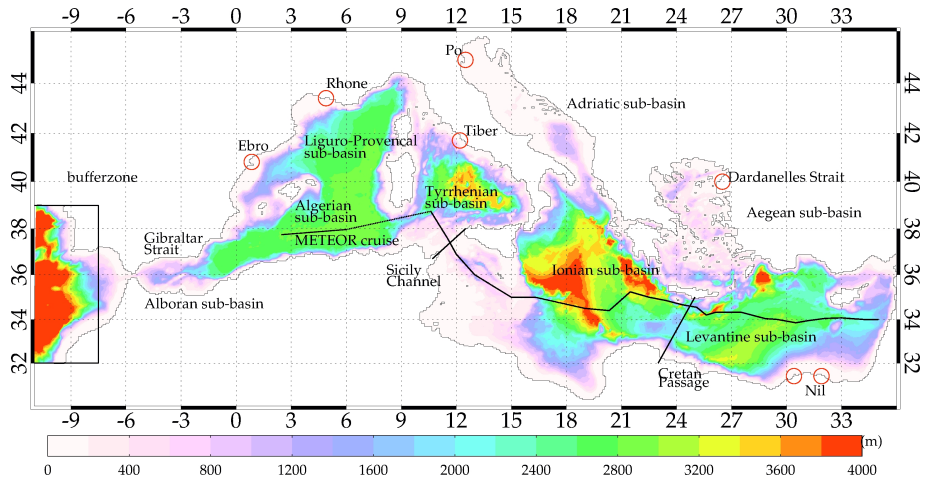 -9 -6 -3 0 3 6 9 12 15 18 21 24 27 30 33
Po
44 Rhone 44
Adriatic sub-basin
42 Tiber 42
Ebro Liguro-Provençal
sub-basin
40 bufferzone Dardanelles Strait 40
Tyrrhenian
sub-basin
Algerian
sub-basin
Aegean sub-basin
38 METEOR cruise 38
Gibraltar
Strait
36 Sicily
Channel Ionian sub-basin 36
Alboran sub-basin
34 Levantine sub-basin 34
32 Cretan
Passage 32
Nil
-9 -6 -3 0 3 6 9 12 15 18 21 24 27 30 33
(m)
0 400 800 1200 1600 2000 2400 2800 3200 3600 4000